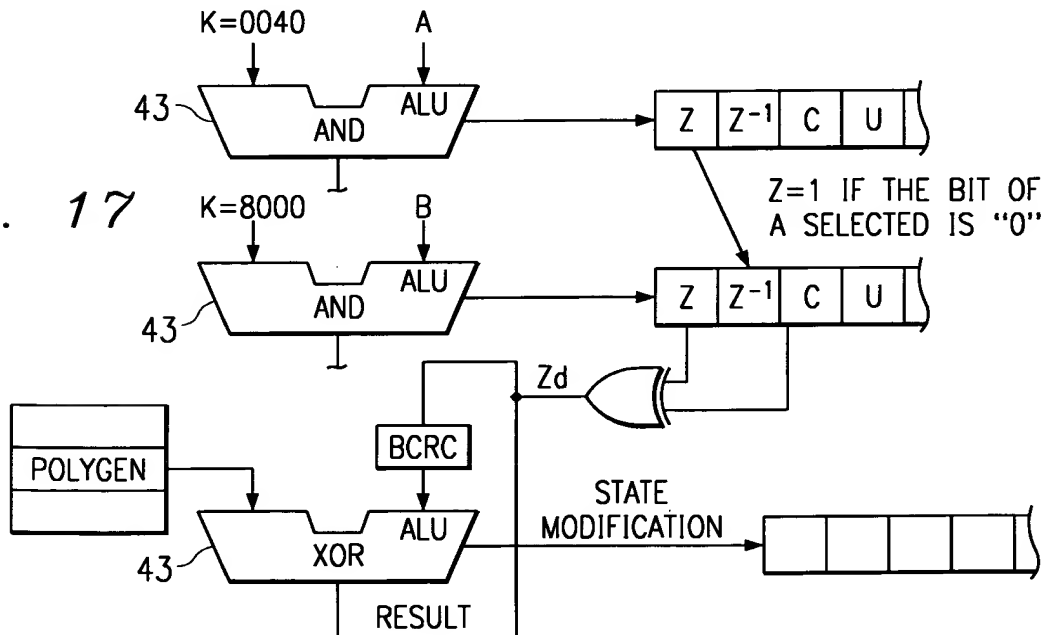 K=0040 A
43 AND ALU Z Z-1 C U
. 17
Z=1 IF THE BIT OF
A SELECTED IS “0”
K=8000 B
43 AND ALU Z Z-1 C U
Zd
BCRC
POLYGEN
STATE
MODIFICATION
43 XOR ALU
RESULT